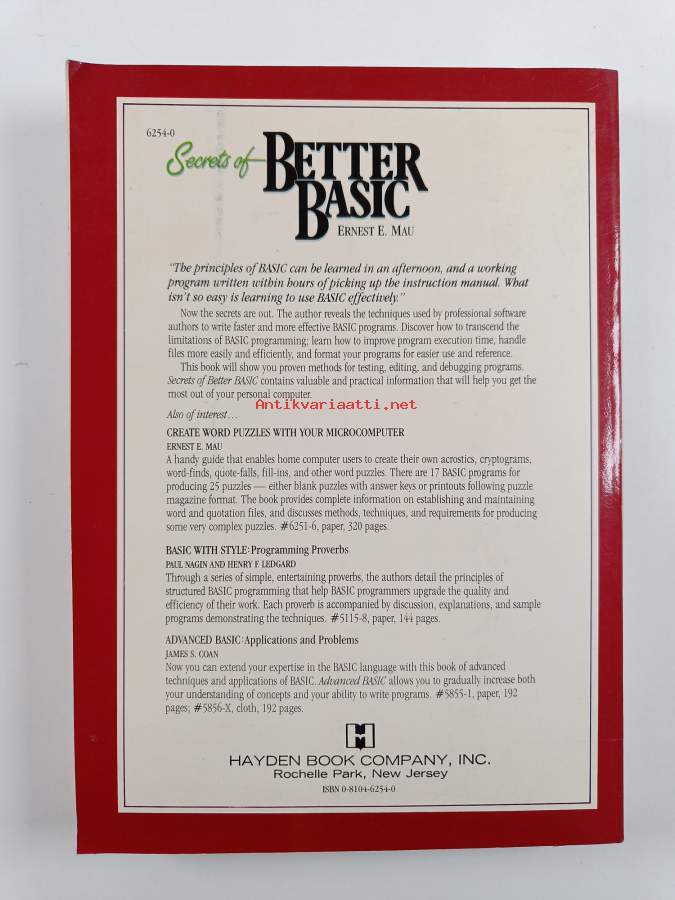 6254-0
Secrets of BETTER
BASIC
ERNEST E. MAU
"The principles of BASIC can be learned in an afternoon, and a working
program written within hours of picking up the instruction manual. What
isn't so easy is learning to use BASIC effectively."
Now the secrets are out. The author reveals the techniques used by professional software
authors to write faster and more effective BASIC programs. Discover how to transcend the
limitations of BASIC programming; learn how to improve program execution time, handle
files more easily and efficiently, and format your programs for easier use and reference.
This book will show you proven methods for testing, editing, and debugging programs.
Secrets of Better BASIC contains valuable and practical information that will help you get the
most out of your personal computer.
Antikvariaatti.net
Also of interest...
CREATE WORD PUZZLES WITH YOUR MICROCOMPUTER
ERNEST E. MAU
A handy guide that enables home computer users to create their own acrostics, cryptograms,
word-finds, quote-falls, fill-ins, and other word puzzles. There are 17 BASIC programs for
producing 25 puzzles — either blank puzzles with answer keys or printouts following puzzle
magazine format. The book provides complete information on establishing and maintaining
word and quotation files, and discusses methods, techniques, and requirements for producing
some very complex puzzles. #6251-6, paper, 320 pages.
BASIC WITH STYLE: Programming Proverbs
PAUL NAGIN AND HENRY F. LEDGARD
Through a series of simple, entertaining proverbs, the authors detail the principles of
structured BASIC programming that help BASIC programmers upgrade the quality and
efficiency of their work. Each proverb is accompanied by discussion, explanations, and sample
programs demonstrating the techniques. #5115-8, paper, 144 pages.
ADVANCED BASIC: Applications and Problems
JAMES S. COAN
Now you can extend your expertise in the BASIC language with this book of advanced
techniques and applications of BASIC. Advanced BASIC allows you to gradually increase both
your understanding of concepts and your ability to write programs. #5855-1, paper, 192
pages; #5856-X, cloth, 192 pages.
HAYDEN BOOK COMPANY, INC.
Rochelle Park, New Jersey
ISBN 0-8104-6254-0